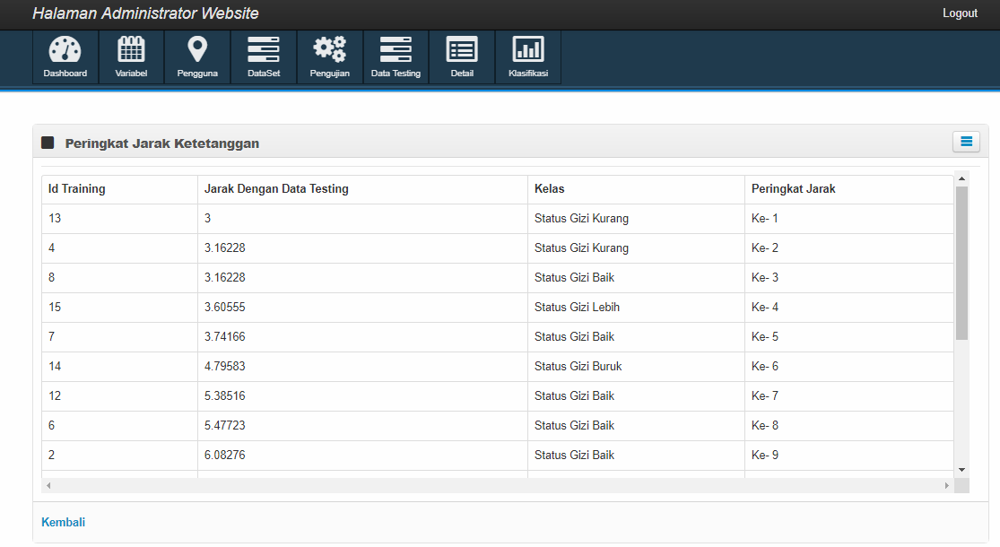 Halaman Administrator Website Logout
Dashboard Variabel Pengguna DataSet Pengujian Data Testing Detail Klasifikasi
Peringkat Jarak Ketetanggan
Id Training Jarak Dengan Data Testing Kelas Peringkat Jarak
13 3 Status Gizi Kurang Ke- 1
4 3.16228 Status Gizi Kurang Ke- 2
8 3.16228 Status Gizi Baik Ke- 3
15 3.60555 Status Gizi Lebih Ke- 4
7 3.74166 Status Gizi Baik Ke- 5
14 4.79583 Status Gizi Buruk Ke- 6
12 5.38516 Status Gizi Baik Ke- 7
6 5.47723 Status Gizi Baik Ke- 8
2 6.08276 Status Gizi Baik Ke- 9
Kembali